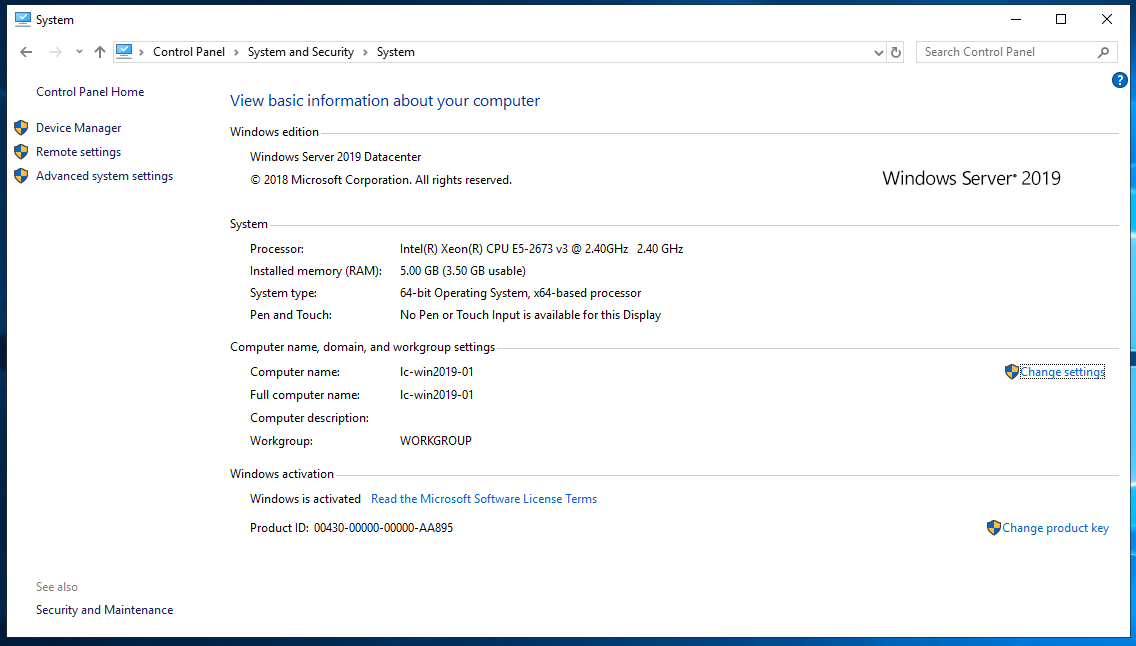 System
Control Panel > System and Security > System
Search Control Panel
?
Control Panel Home
Device Manager
Remote settings
Advanced system settings
View basic information about your computer
Windows edition
Windows Server 2019 Datacenter
© 2018 Microsoft Corporation. All rights reserved.
Windows Server® 2019
System
Processor: Intel(R) Xeon(R) CPU E5-2673 v3 @ 2.40GHz 2.40 GHz
Installed memory (RAM): 5.00 GB (3.50 GB usable)
System type: 64-bit Operating System, x64-based processor
Pen and Touch: No Pen or Touch Input is available for this Display
Computer name, domain, and workgroup settings
Computer name: lc-win2019-01 Change settings
Full computer name: lc-win2019-01
Computer description:
Workgroup: WORKGROUP
Windows activation
Windows is activated Read the Microsoft Software License Terms
Product ID: 00430-00000-00000-AA895 Change product key
See also
Security and Maintenance